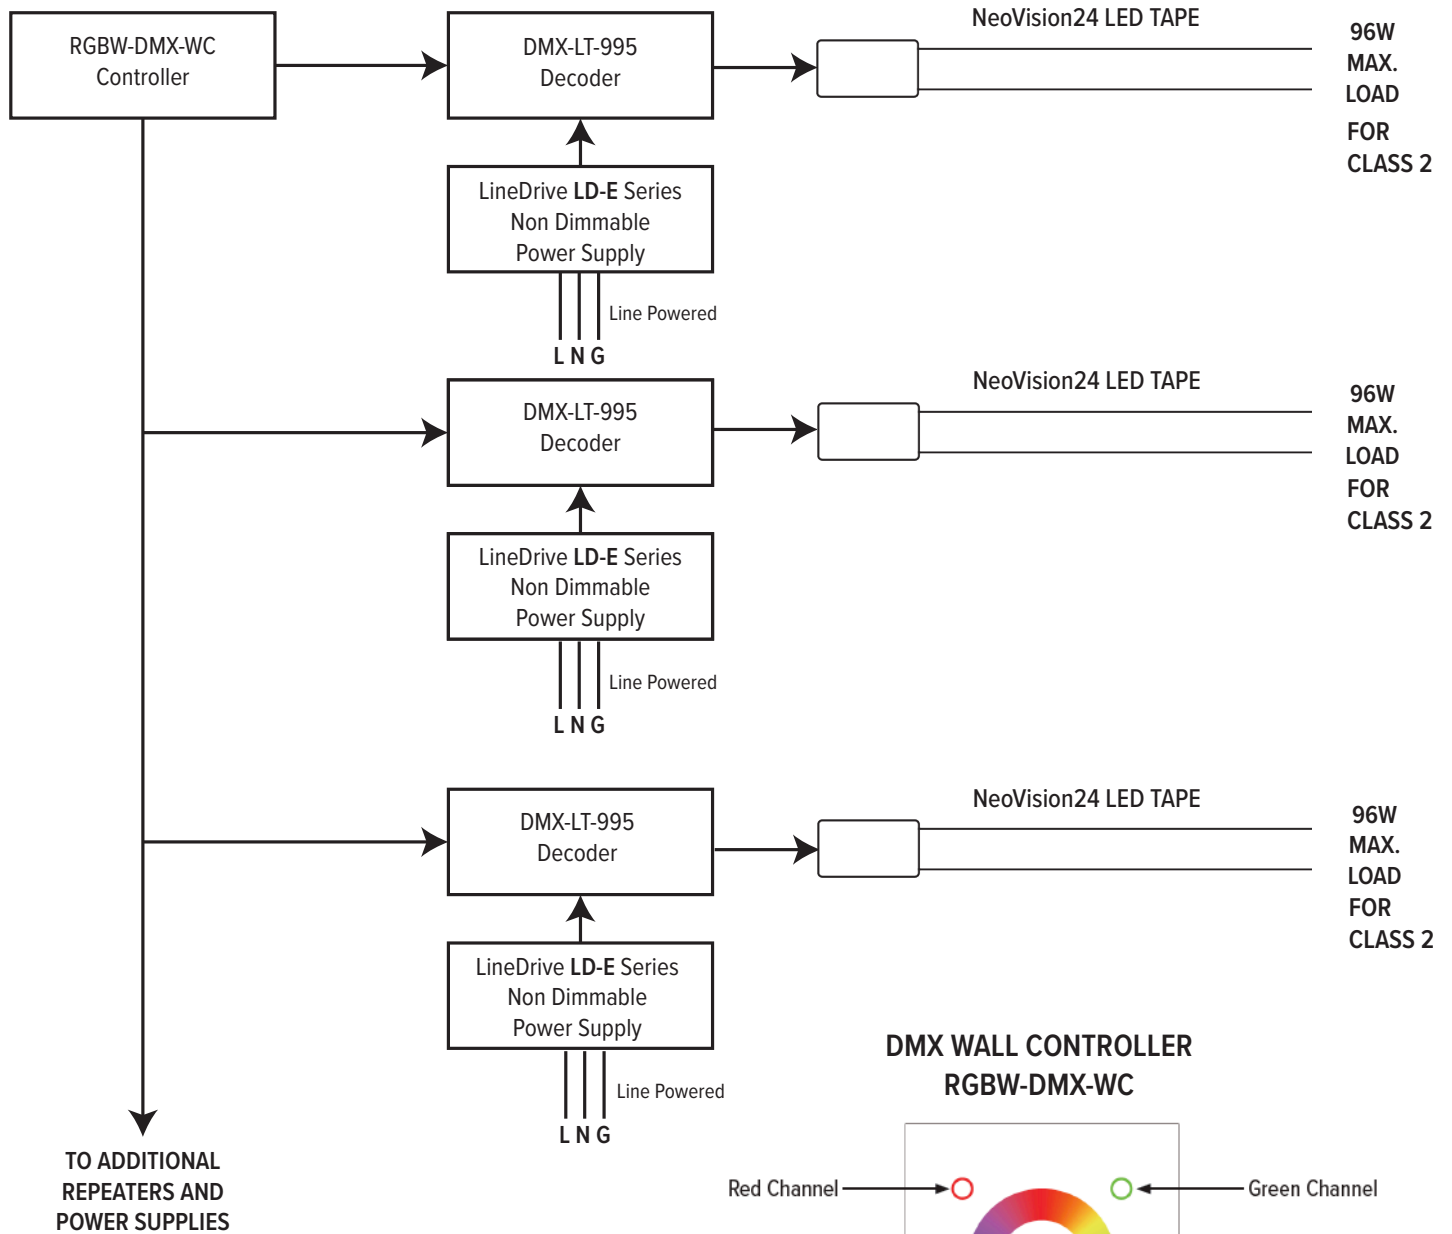 RGBW-DMX-WC
Controller
DMX-LT-995
Decoder
NeoVision24 LED TAPE
96W
MAX.
LOAD
FOR
CLASS 2
LineDrive LD-E Series
Non Dimmable
Power Supply
Line Powered
L N G
DMX-LT-995
Decoder
NeoVision24 LED TAPE
96W
MAX.
LOAD
FOR
CLASS 2
LineDrive LD-E Series
Non Dimmable
Power Supply
Line Powered
L N G
DMX-LT-995
Decoder
NeoVision24 LED TAPE
96W
MAX.
LOAD
FOR
CLASS 2
LineDrive LD-E Series
Non Dimmable
Power Supply
Line Powered
L N G
TO ADDITIONAL
REPEATERS AND
POWER SUPPLIES
DMX WALL CONTROLLER
RGBW-DMX-WC
Red Channel
Green Channel